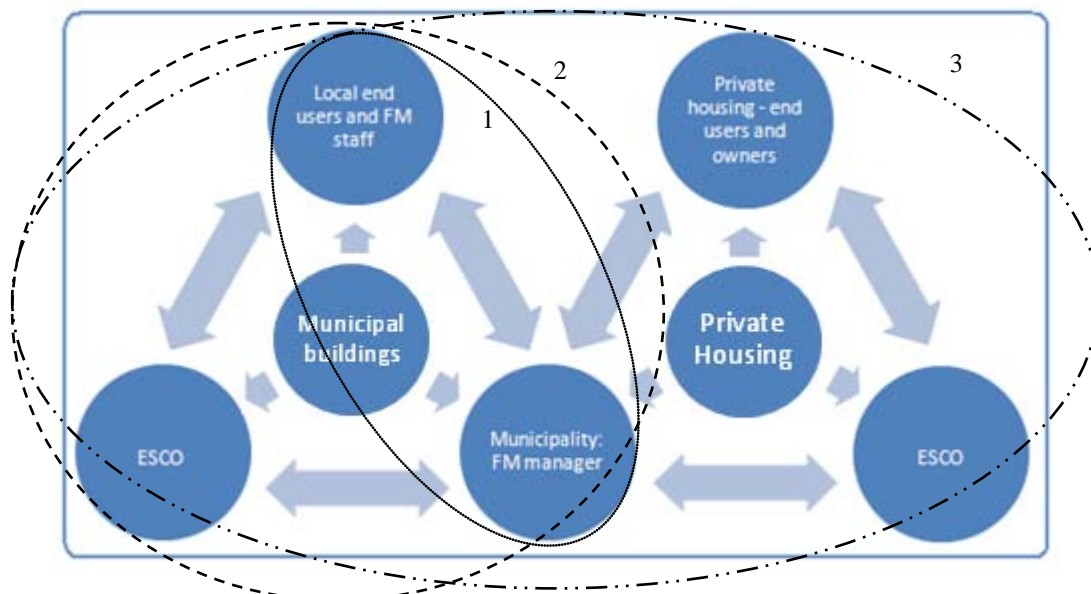 2
3
1
Local end
users and FM
staff
Private
housing - end
users and
owners
Municipal
buildings
Private
Housing
ESCO
Municipality:
FM manager
ESCO